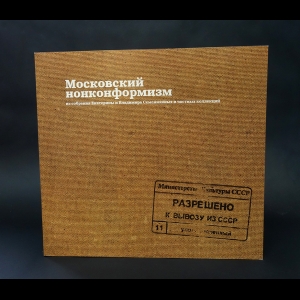 Московский
нонконформизм
из собрания Екатерины и Владимира Семенихиных и частных коллекций
Министерство культуры СССР
РАЗРЕШЕНО
К ВЫВОЗУ ИЗ СССР
11